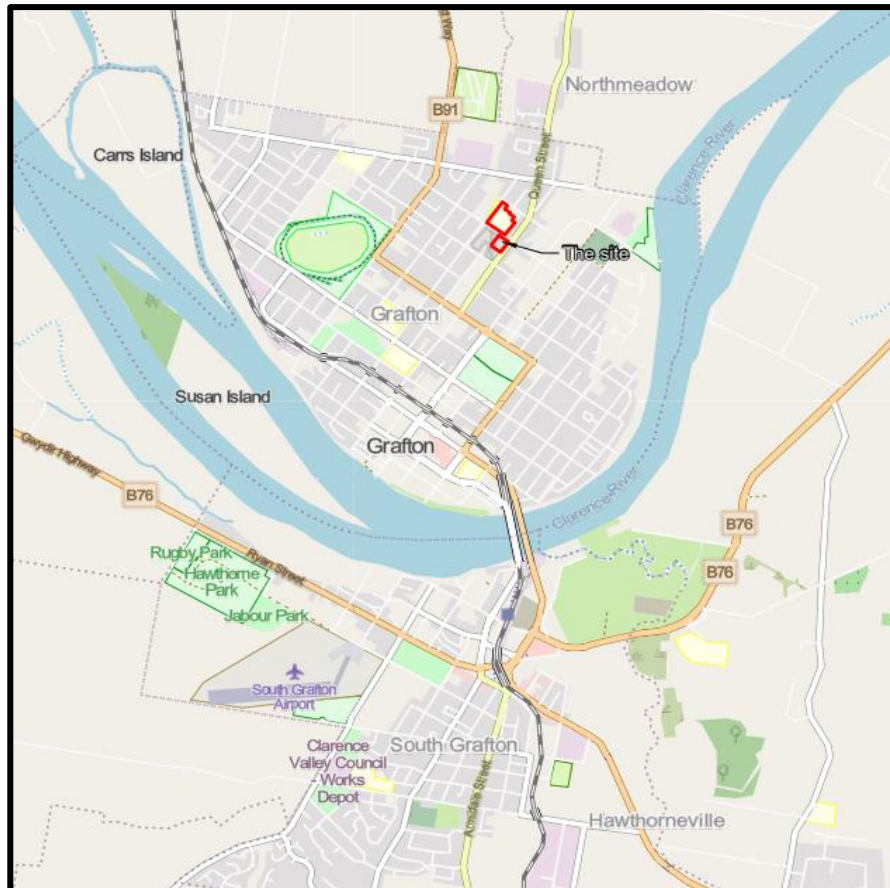 Northmeadow
B91
Queen Street
Carrs Island
Clarence River
The site
Grafton
Susan Island
Grafton
Gwydir Highway
B76
Clarence River
B76
Rugby Park
Hawthorne
Park
Ryan Street
B76
Jabour Park
South Grafton
Airport
Clarence
Valley Council
- Works
Depot
South Grafton
Armidale Street
Hawthorneville